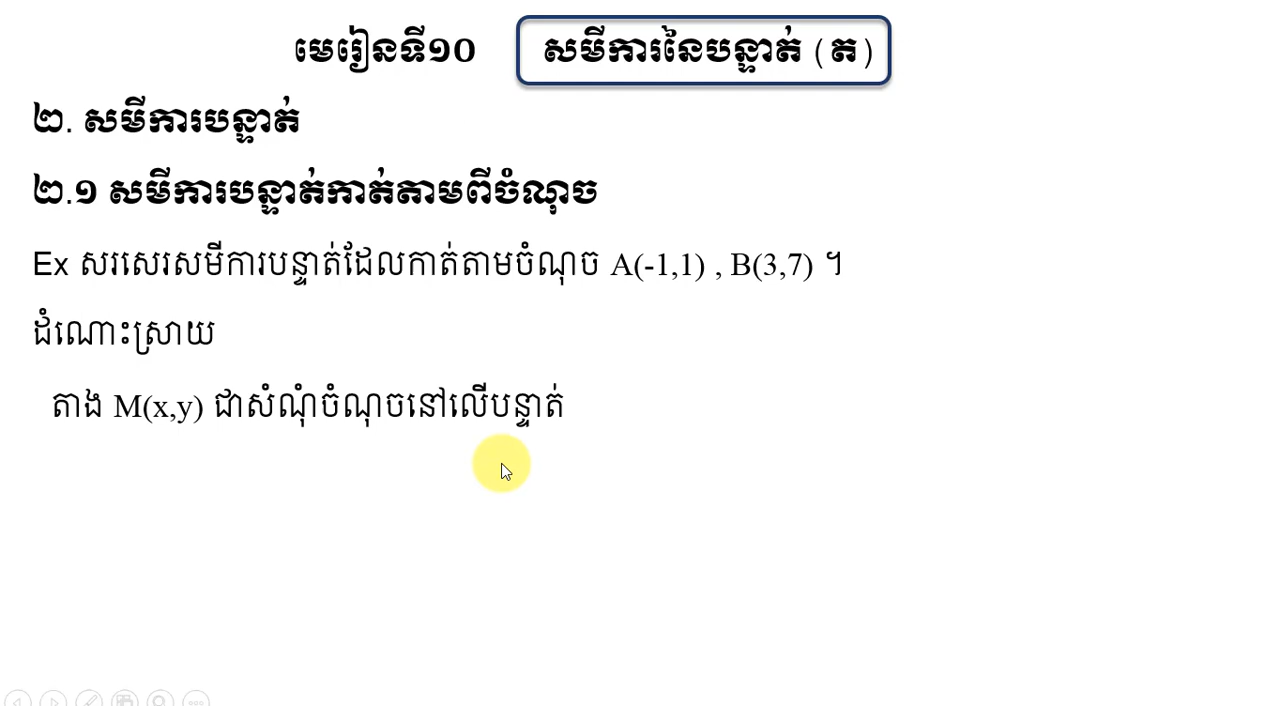 មេរៀនទី១០ សមីការនៃបន្ទាត់ (ត)
២. សមីការបន្ទាត់
២.១ សមីការបន្ទាត់កាត់តាមពីចំណុច
Ex សរសេរសមីការបន្ទាត់ដែលកាត់តាមចំណុច A(-1,1) , B(3,7) ។
ដំណោះស្រាយ
តាង M(x,y) ជាសំណុំចំណុចនៅលើបន្ទាត់